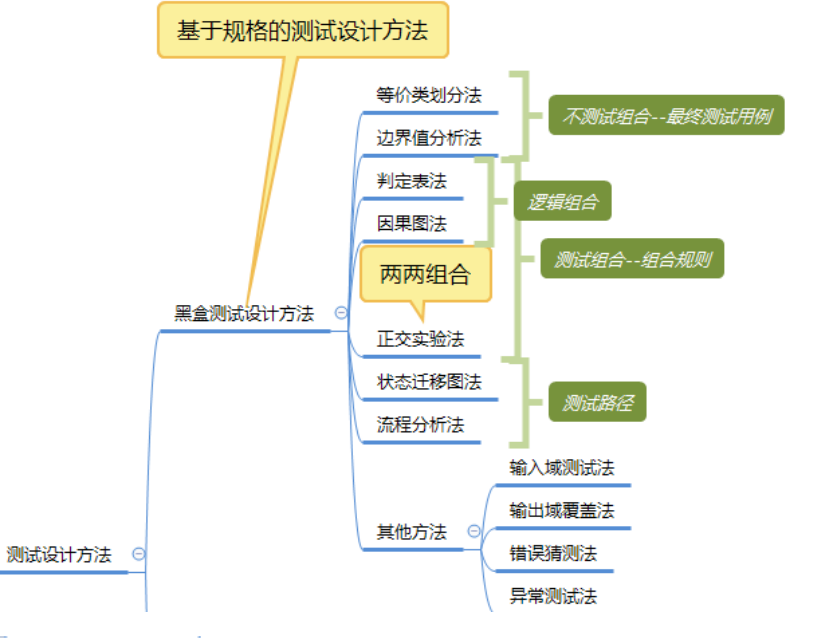 基于规格的测试设计方法
等价类划分法
不测试组合--最终测试用例
边界值分析法
判定表法
逻辑组合
因果图法
测试组合--组合规则
两两组合
黑盒测试设计方法
正交实验法
状态迁移图法
测试路径
流程分析法
输入域测试法
输出域覆盖法
其他方法
错误猜测法
测试设计方法
异常测试法